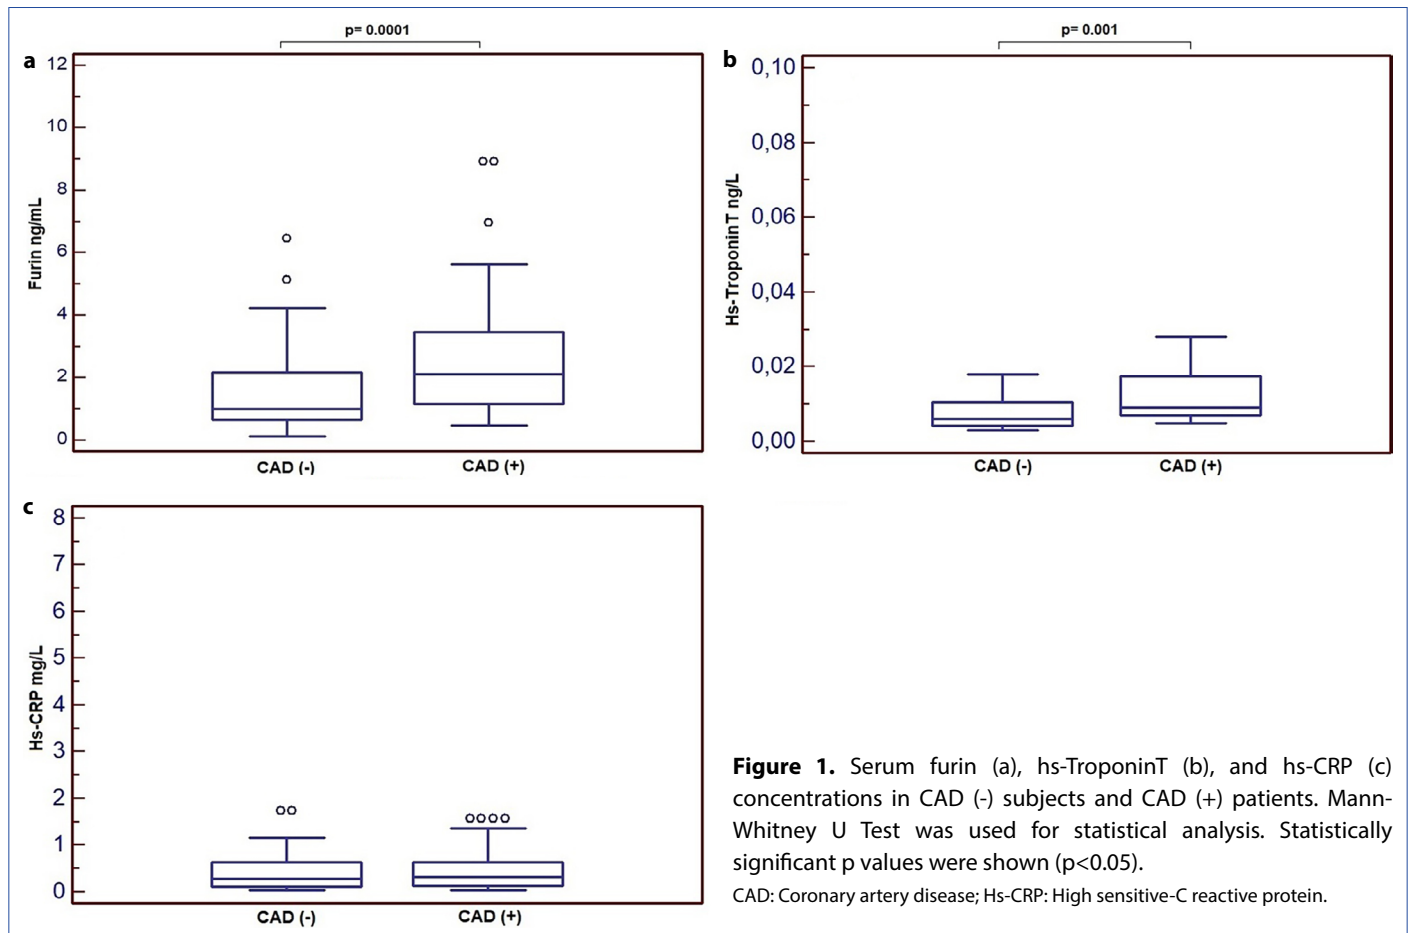 p= 0.0001
a
12
10
8
6
4
2
0
Furin ng/mL
CAD (-)
CAD (+)
p= 0.001
b
0,10
0,08
0,06
0,04
0,02
0,00
Hs-TroponinT ng/L
CAD (-)
CAD (+)
c
8
7
6
5
4
3
2
1
0
Hs-CRP mg/L
CAD (-)
CAD (+)
Figure 1. Serum furin (a), hs-TroponinT (b), and hs-CRP (c)
concentrations in CAD (-) subjects and CAD (+) patients. Mann-
Whitney U Test was used for statistical analysis. Statistically
significant p values were shown (p<0.05).
CAD: Coronary artery disease; Hs-CRP: High sensitive-C reactive protein.